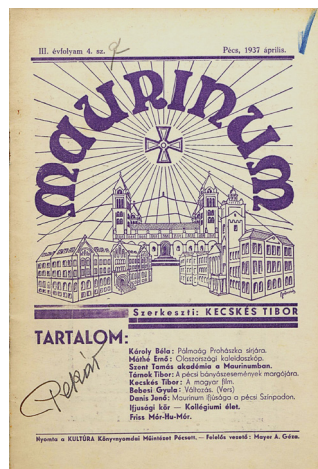 III. évfolyam 4. sz.
Pécs, 1937 április.
MAURINUM
Szerkeszti: KECSKÉS TIBOR
TARTALOM:
Károly Béla: Pálmaág Prohászka sírjára.
Máthé Ernő: Olaszországi kaleidoszkóp.
Szent Tamás akadémia a Maurinumban.
Tárnok Tibor: A pécsi bányászesemények margójára.
Kecskés Tibor: A magyar film.
Bebesi Gyula: Változás. (Vers)
Danis Jenő: Maurinum ifjúsága a pécsi Színpadon.
Ifjusági kör — Kollégiumi élet.
Friss Mór-Hu-Mór.
Pekár
Nyomta a KULTÚRA Könyvnyomdai Műintézet Pécsett. — Felelős vezető: Mayer A. Géza.